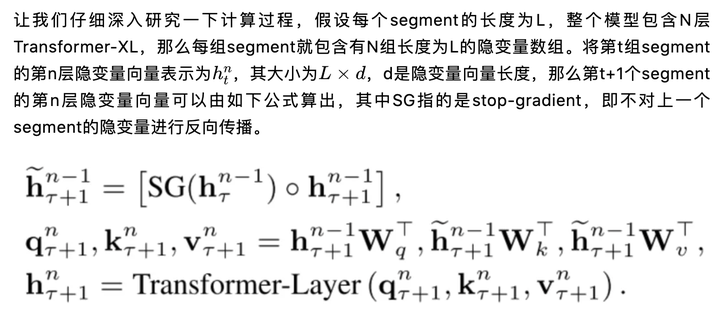 让我们仔细深入研究一下计算过程，假设每个segment的长度为L，整个模型包含N层
Transformer-XL，那么每组segment就包含有N组长度为L的隐变量数组。将第t组segment
的第n层隐变量向量表示为$h_t^n$，其大小为$L \times d$，d是隐变量向量长度，那么第t+1个segment
的第n层隐变量向量可以由如下公式算出，其中SG指的是stop-gradient，即不对上一个
segment的隐变量进行反向传播。
$\widetilde{\mathbf{h}}_{\tau+1}^{n-1} = \left[\text{SG}(\mathbf{h}_{\tau}^{n-1}) \circ \mathbf{h}_{\tau+1}^{n-1}\right],$
$\mathbf{q}_{\tau+1}^{n}, \mathbf{k}_{\tau+1}^{n}, \mathbf{v}_{\tau+1}^{n} = \mathbf{h}_{\tau+1}^{n-1}\mathbf{W}_q^{\top}, \widetilde{\mathbf{h}}_{\tau+1}^{n-1}\mathbf{W}_k^{\top}, \widetilde{\mathbf{h}}_{\tau+1}^{n-1}\mathbf{W}_v^{\top},$
$\mathbf{h}_{\tau+1}^{n} = \text{Transformer-Layer}\left(\mathbf{q}_{\tau+1}^{n}, \mathbf{k}_{\tau+1}^{n}, \mathbf{v}_{\tau+1}^{n}\right).$